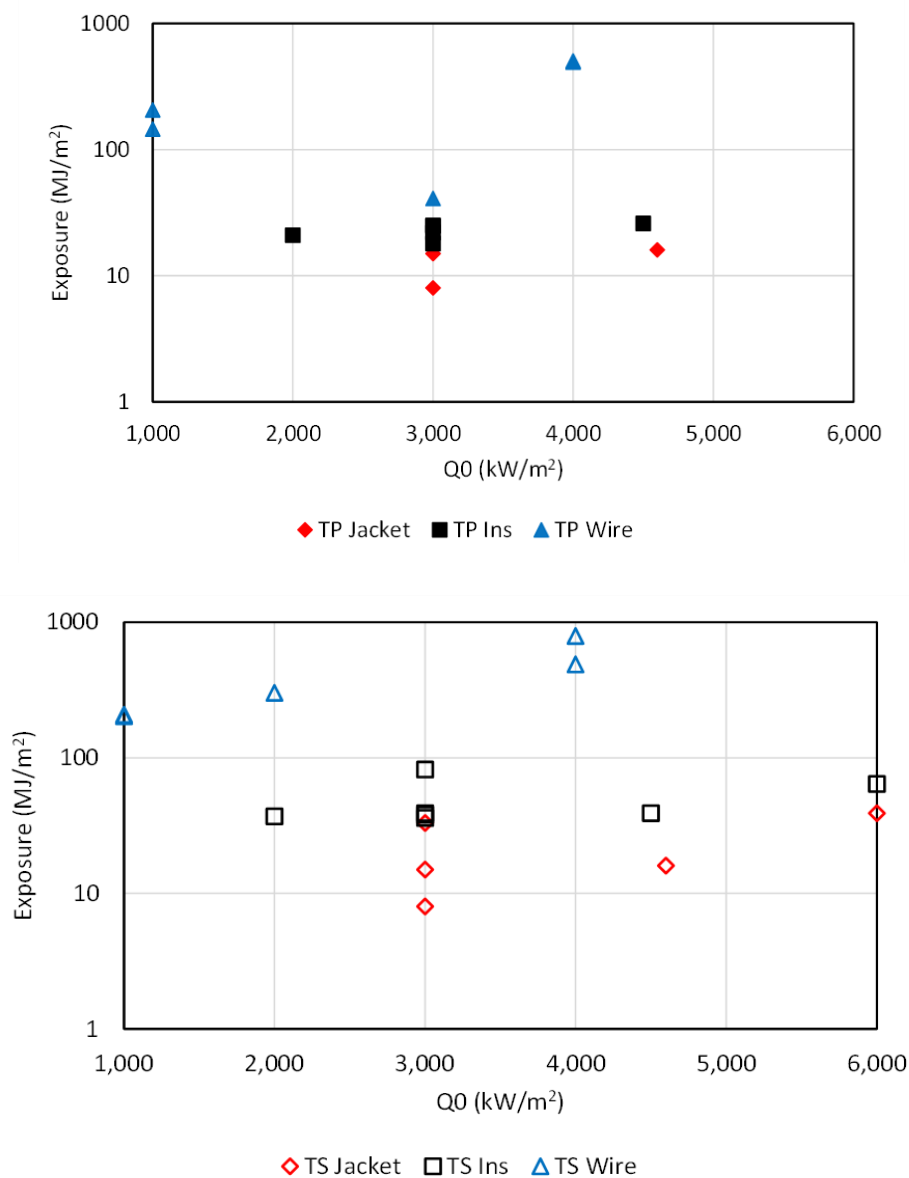 1000
100
10
1
Exposure (MJ/m²)
1,000 2,000 3,000 4,000 5,000 6,000
Q0 (kW/m²)
TP Jacket TP Ins TP Wire
1000
100
10
1
Exposure (MJ/m²)
1,000 2,000 3,000 4,000 5,000 6,000
Q0 (kW/m²)
TS Jacket TS Ins TS Wire